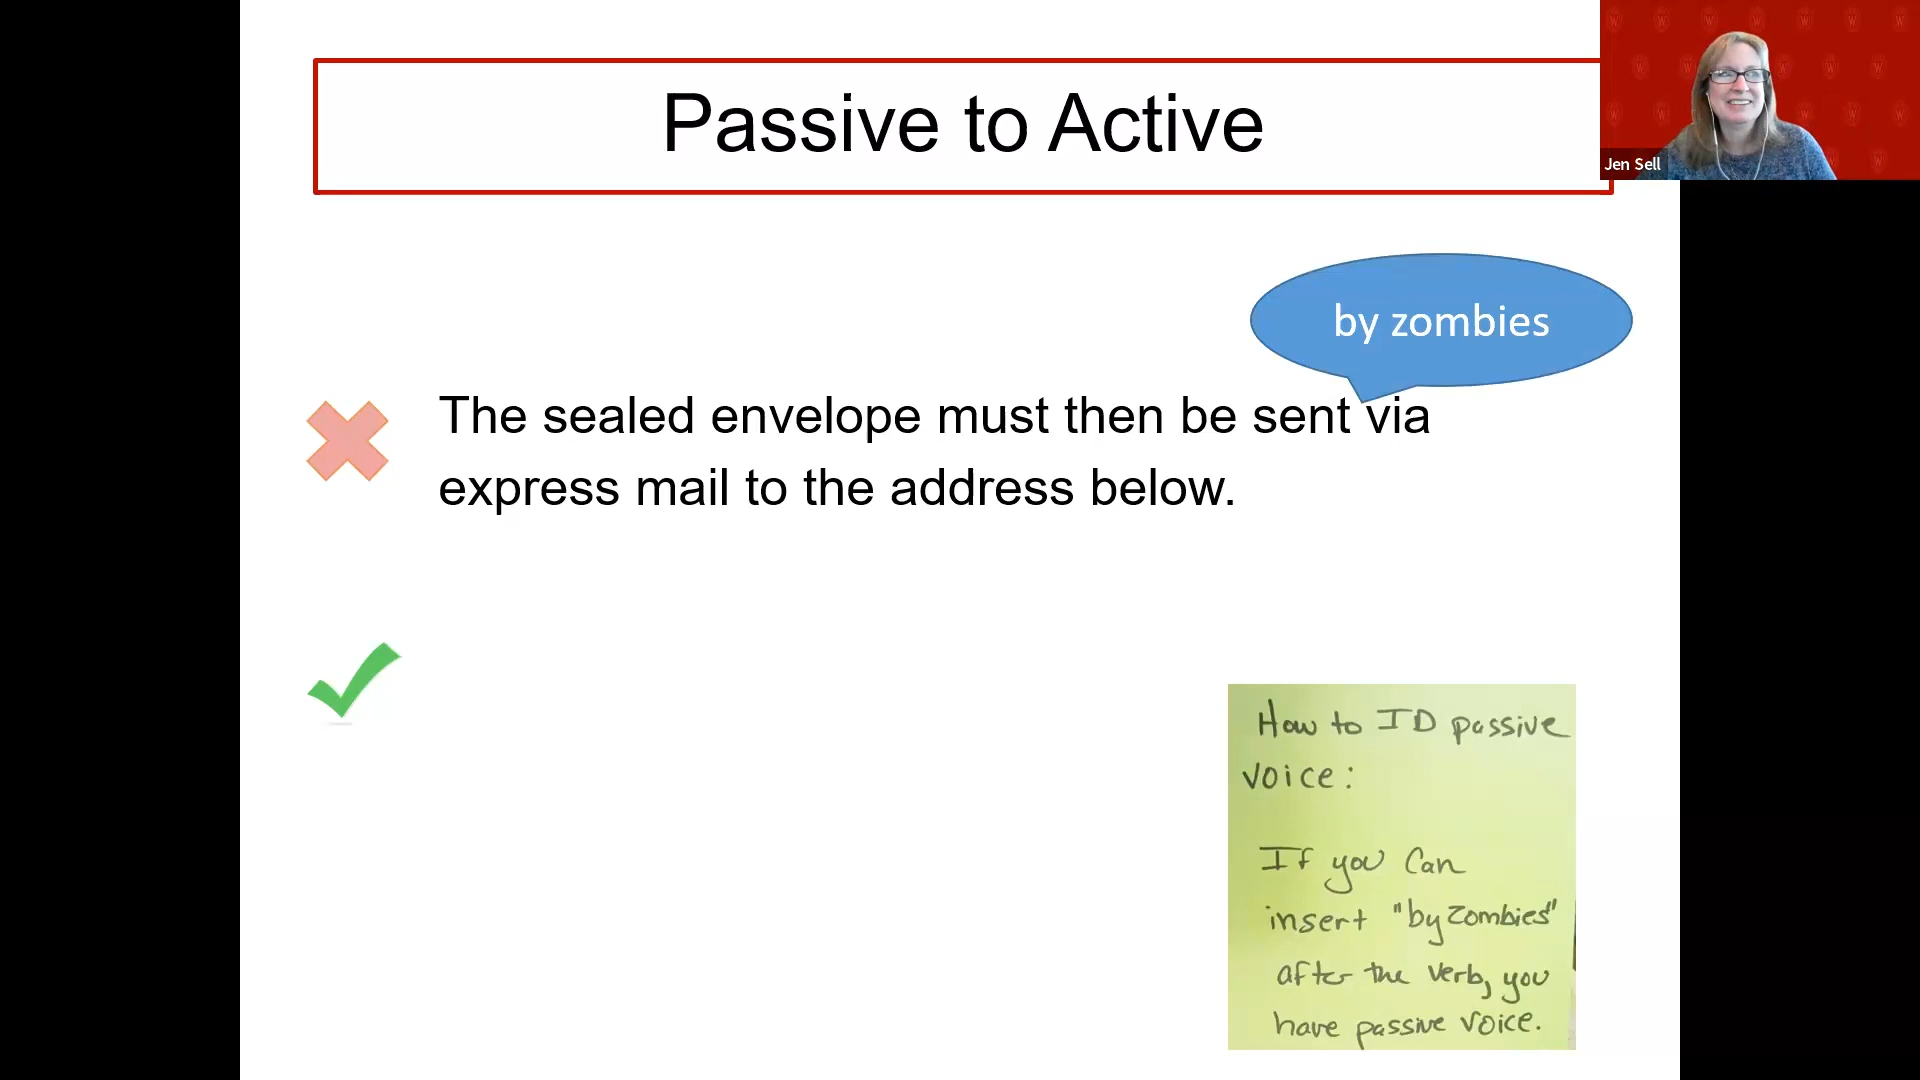 Passive to Active
Jen Sell
by zombies
The sealed envelope must then be sent via
express mail to the address below.
How to ID passive
voice:
If you can
insert "by zombies"
after the verb, you
have passive voice.